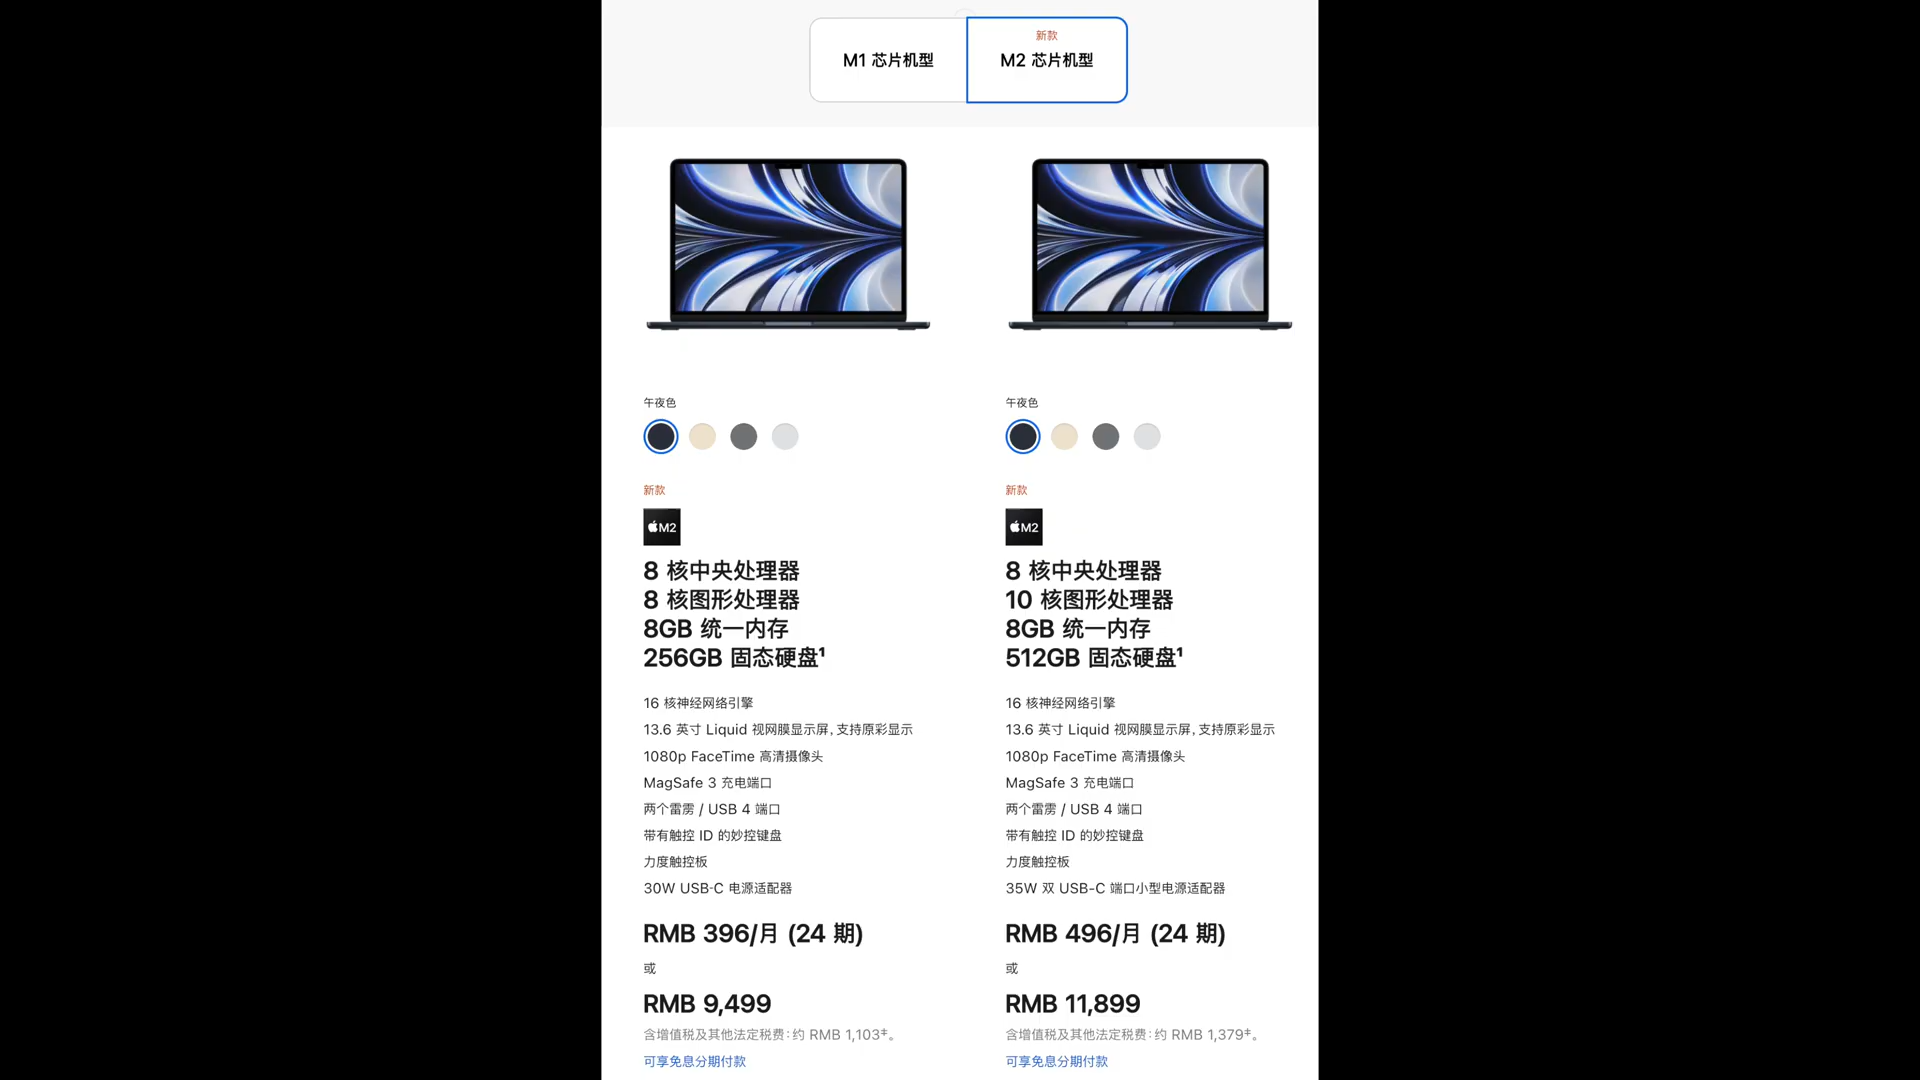 M1 芯片机型
新款
M2 芯片机型
午夜色
新款
M2
8 核中央处理器
8 核图形处理器
8GB 统一内存
256GB 固态硬盘¹
16 核神经网络引擎
13.6 英寸 Liquid 视网膜显示屏，支持原彩显示
1080p FaceTime 高清摄像头
MagSafe 3 充电端口
两个雷雳 / USB 4 端口
带有触控 ID 的妙控键盘
力度触控板
30W USB-C 电源适配器
RMB 396/月 (24 期)
或
RMB 9,499
含增值税及其他法定税费：约 RMB 1,103‡。
可享免息分期付款
午夜色
新款
M2
8 核中央处理器
10 核图形处理器
8GB 统一内存
512GB 固态硬盘¹
16 核神经网络引擎
13.6 英寸 Liquid 视网膜显示屏，支持原彩显示
1080p FaceTime 高清摄像头
MagSafe 3 充电端口
两个雷雳 / USB 4 端口
带有触控 ID 的妙控键盘
力度触控板
35W 双 USB-C 端口小型电源适配器
RMB 496/月 (24 期)
或
RMB 11,899
含增值税及其他法定税费：约 RMB 1,379‡。
可享免息分期付款